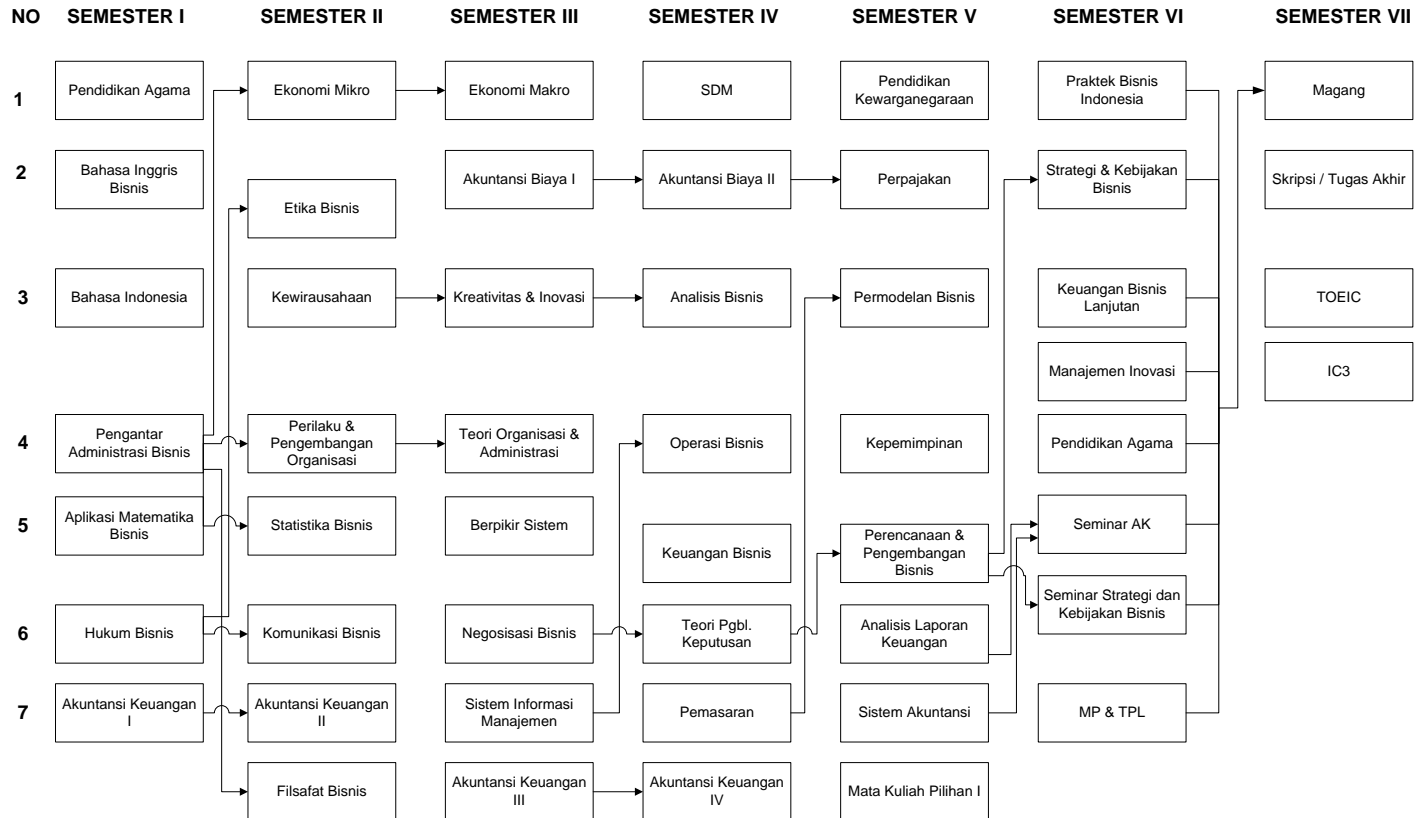 NO SEMESTER I SEMESTER II SEMESTER III SEMESTER IV SEMESTER V SEMESTER VI SEMESTER VII
1
Pendidikan Agama
Ekonomi Mikro
Ekonomi Makro
SDM
Pendidikan
Kewarganegaraan
Praktek Bisnis
Indonesia
Magang
2
Bahasa Inggris
Bisnis
Etika Bisnis
Akuntansi Biaya I
Akuntansi Biaya II
Perpajakan
Strategi & Kebijakan
Bisnis
Skripsi / Tugas Akhir
3
Bahasa Indonesia
Kewirausahaan
Kreativitas & Inovasi
Analisis Bisnis
Permodelan Bisnis
Keuangan Bisnis
Lanjutan
TOEIC
Manajemen Inovasi
IC3
4
Pengantar
Administrasi Bisnis
Perilaku &
Pengembangan
Organisasi
Teori Organisasi &
Administrasi
Operasi Bisnis
Kepemimpinan
Pendidikan Agama
5
Aplikasi Matematika
Bisnis
Statistika Bisnis
Berpikir Sistem
Keuangan Bisnis
Perencanaan &
Pengembangan
Bisnis
Seminar AK
Seminar Strategi dan
Kebijakan Bisnis
6
Hukum Bisnis
Komunikasi Bisnis
Negosisasi Bisnis
Teori Pgbl.
Keputusan
Analisis Laporan
Keuangan
7
Akuntansi Keuangan
I
Akuntansi Keuangan
II
Sistem Informasi
Manajemen
Pemasaran
Sistem Akuntansi
MP & TPL
Filsafat Bisnis
Akuntansi Keuangan
III
Akuntansi Keuangan
IV
Mata Kuliah Pilihan I